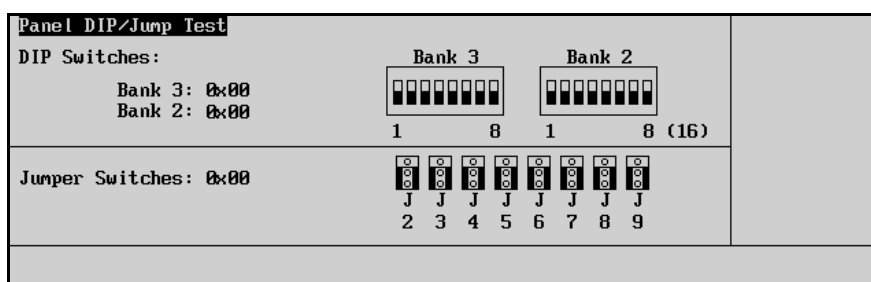 Panel DIP/Jump Test
DIP Switches:
Bank 3 Bank 2
Bank 3: 0x00
Bank 2: 0x00
1 8 1 8 (16)
Jumper Switches: 0x00
J J J J J J J J
2 3 4 5 6 7 8 9